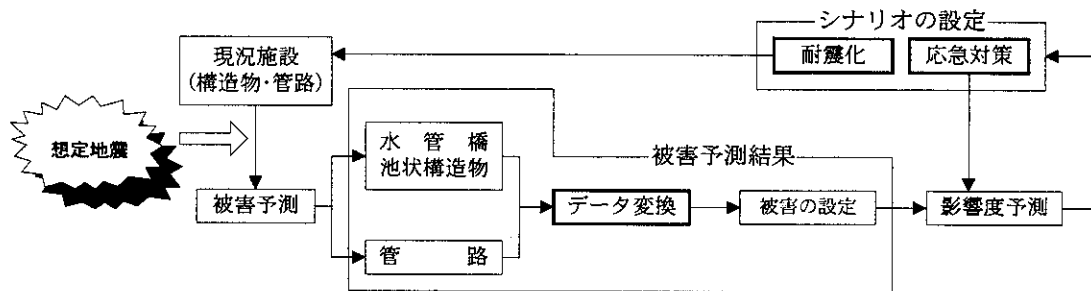 シナリオの設定
耐震化
応急対策
現況施設
(構造物・管路)
想定地震
水管橋
池状構造物
被害予測結果
被害予測
データ変換
被害の設定
影響度予測
管路